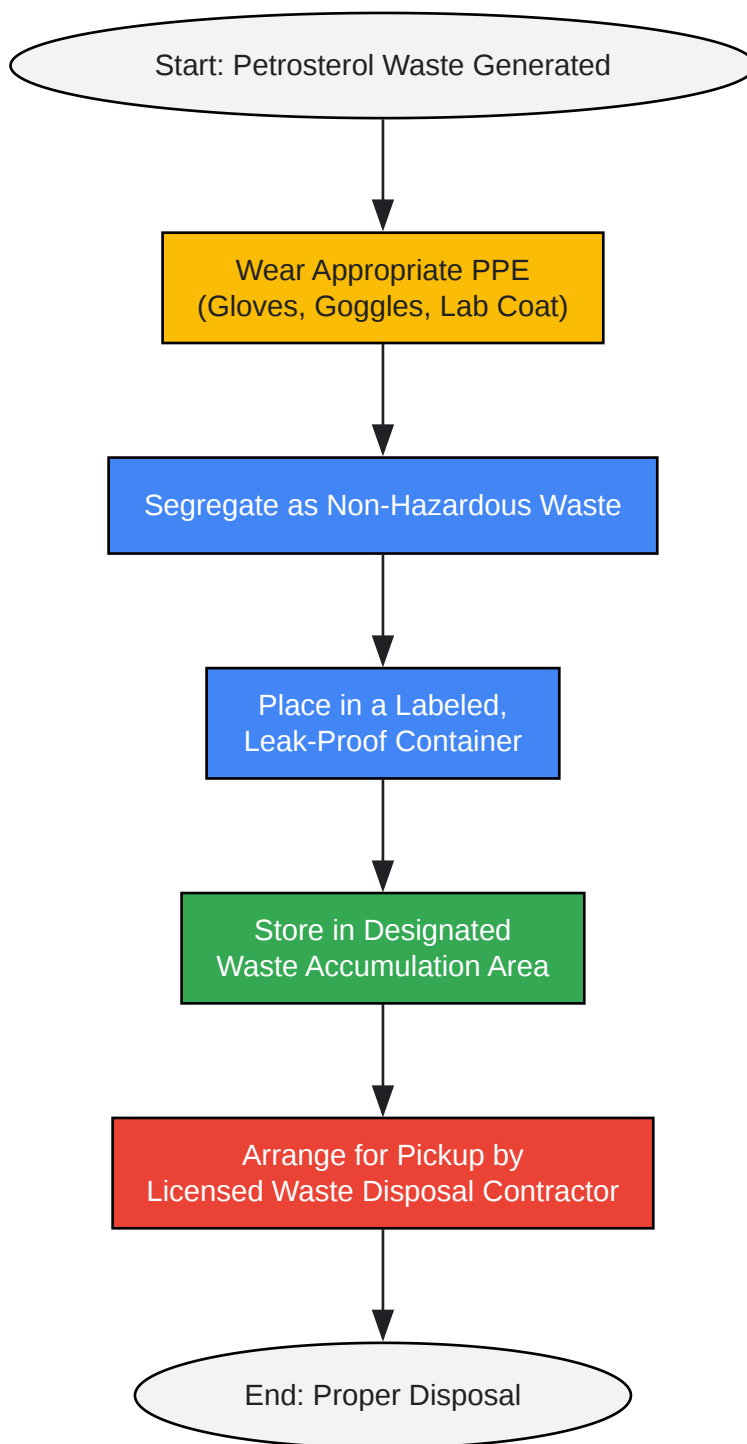 Start: Petrosterol Waste Generated
Wear Appropriate PPE
(Gloves, Goggles, Lab Coat)
Segregate as Non-Hazardous Waste
Place in a Labeled,
Leak-Proof Container
Store in Designated
Waste Accumulation Area
Arrange for Pickup by
Licensed Waste Disposal Contractor
End: Proper Disposal